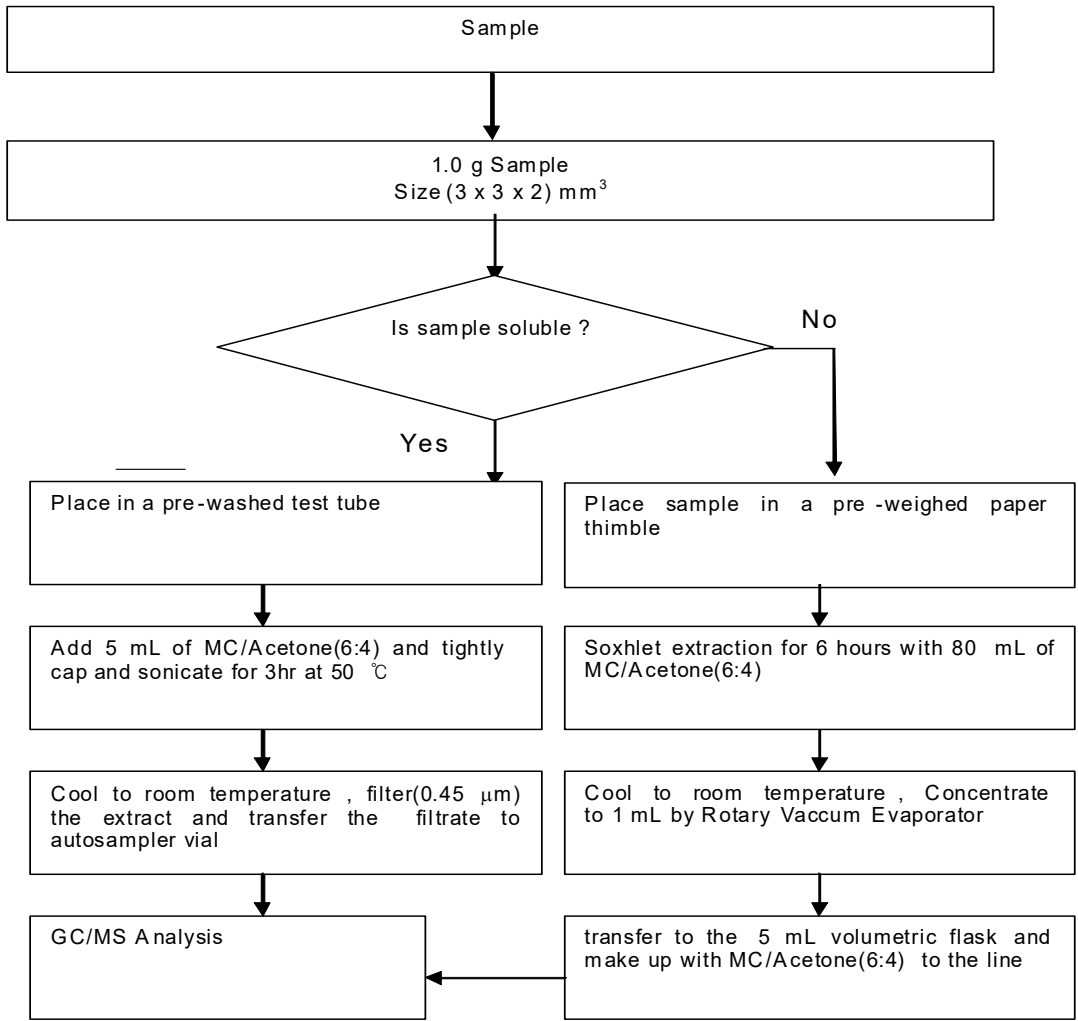 Sample
1.0 g Sample
Size (3 x 3 x 2) mm³
Is sample soluble ?
No
Yes
Place in a pre-washed test tube
Place sample in a pre-weighed paper
thimble
Add 5 mL of MC/Acetone(6:4) and tightly
cap and sonicate for 3hr at 50 ℃
Soxhlet extraction for 6 hours with 80 mL of
MC/Acetone(6:4)
Cool to room temperature , filter(0.45 μm)
the extract and transfer the filtrate to
autosampler vial
Cool to room temperature , Concentrate
to 1 mL by Rotary Vaccum Evaporator
GC/MS Analysis
transfer to the 5 mL volumetric flask and
make up with MC/Acetone(6:4) to the line